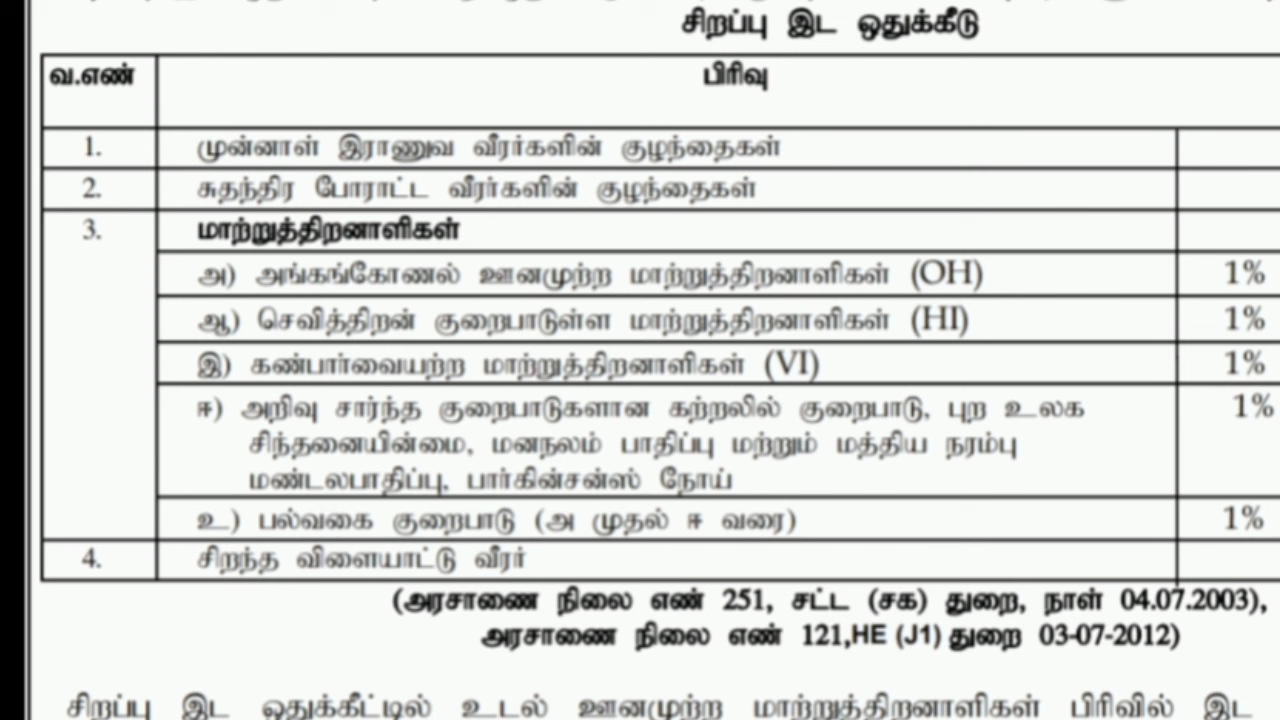 சிறப்பு இட ஒதுக்கீடு
வ.எண் பிரிவு
1. முன்னாள் இராணுவ வீரர்களின் குழந்தைகள்
2. சுதந்திர போராட்ட வீரர்களின் குழந்தைகள்
3. மாற்றுத்திறனாளிகள்
அ) அங்கங்கோணல் ஊனமுற்ற மாற்றுத்திறனாளிகள் (OH) 1%
ஆ) செவித்திறன் குறைபாடுள்ள மாற்றுத்திறனாளிகள் (HI) 1%
இ) கண்பார்வையற்ற மாற்றுத்திறனாளிகள் (VI) 1%
ஈ) அறிவு சார்ந்த குறைபாடுகளான கற்றலில் குறைபாடு, புற உலக 1%
சிந்தனையின்மை, மனநலம் பாதிப்பு மற்றும் மத்திய நரம்பு
மண்டலபாதிப்பு, பார்கின்சன்ஸ் நோய்
உ) பல்வகை குறைபாடு (அ முதல் ஈ வரை) 1%
4. சிறந்த விளையாட்டு வீரர்
(அரசாணை நிலை எண் 251, சட்ட (சக) துறை, நாள் 04.07.2003),
அரசாணை நிலை எண் 121,HE (J1) துறை 03-07-2012)
சிறப்பு இட ஒதுக்கீட்டில் உடல் ஊனமுற்ற மாற்றுத்திறனாளிகள் பிரிவில் இட